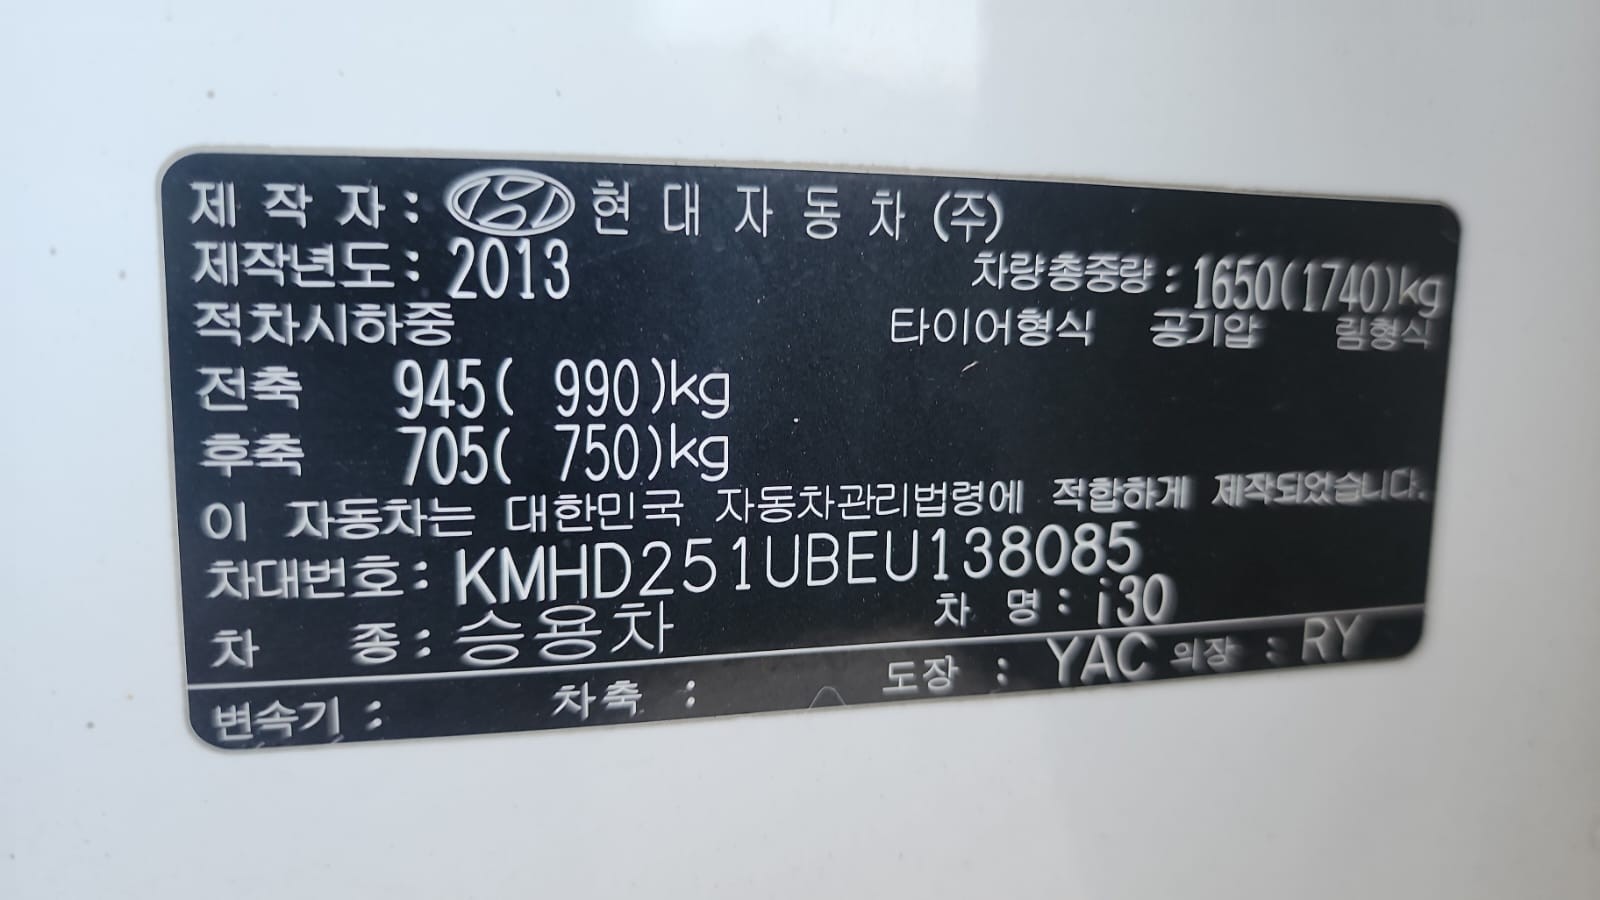 제 작 자 : 현 대 자 동 차 (주)
제작년도 : 2013 차량총중량 : 1650(1740)kg
적차시하중 타이어형식 공기압 림형식
전축 945( 990)kg
후축 705( 750)kg
이 자동차는 대한민국 자동차관리법령에 적합하게 제작되었습니다.
차대번호 : KMHD251UBEU138085
차 종 : 승용차 차 명 : i30
변속기 : 차축 : 도장 : YAC 의장 : RY